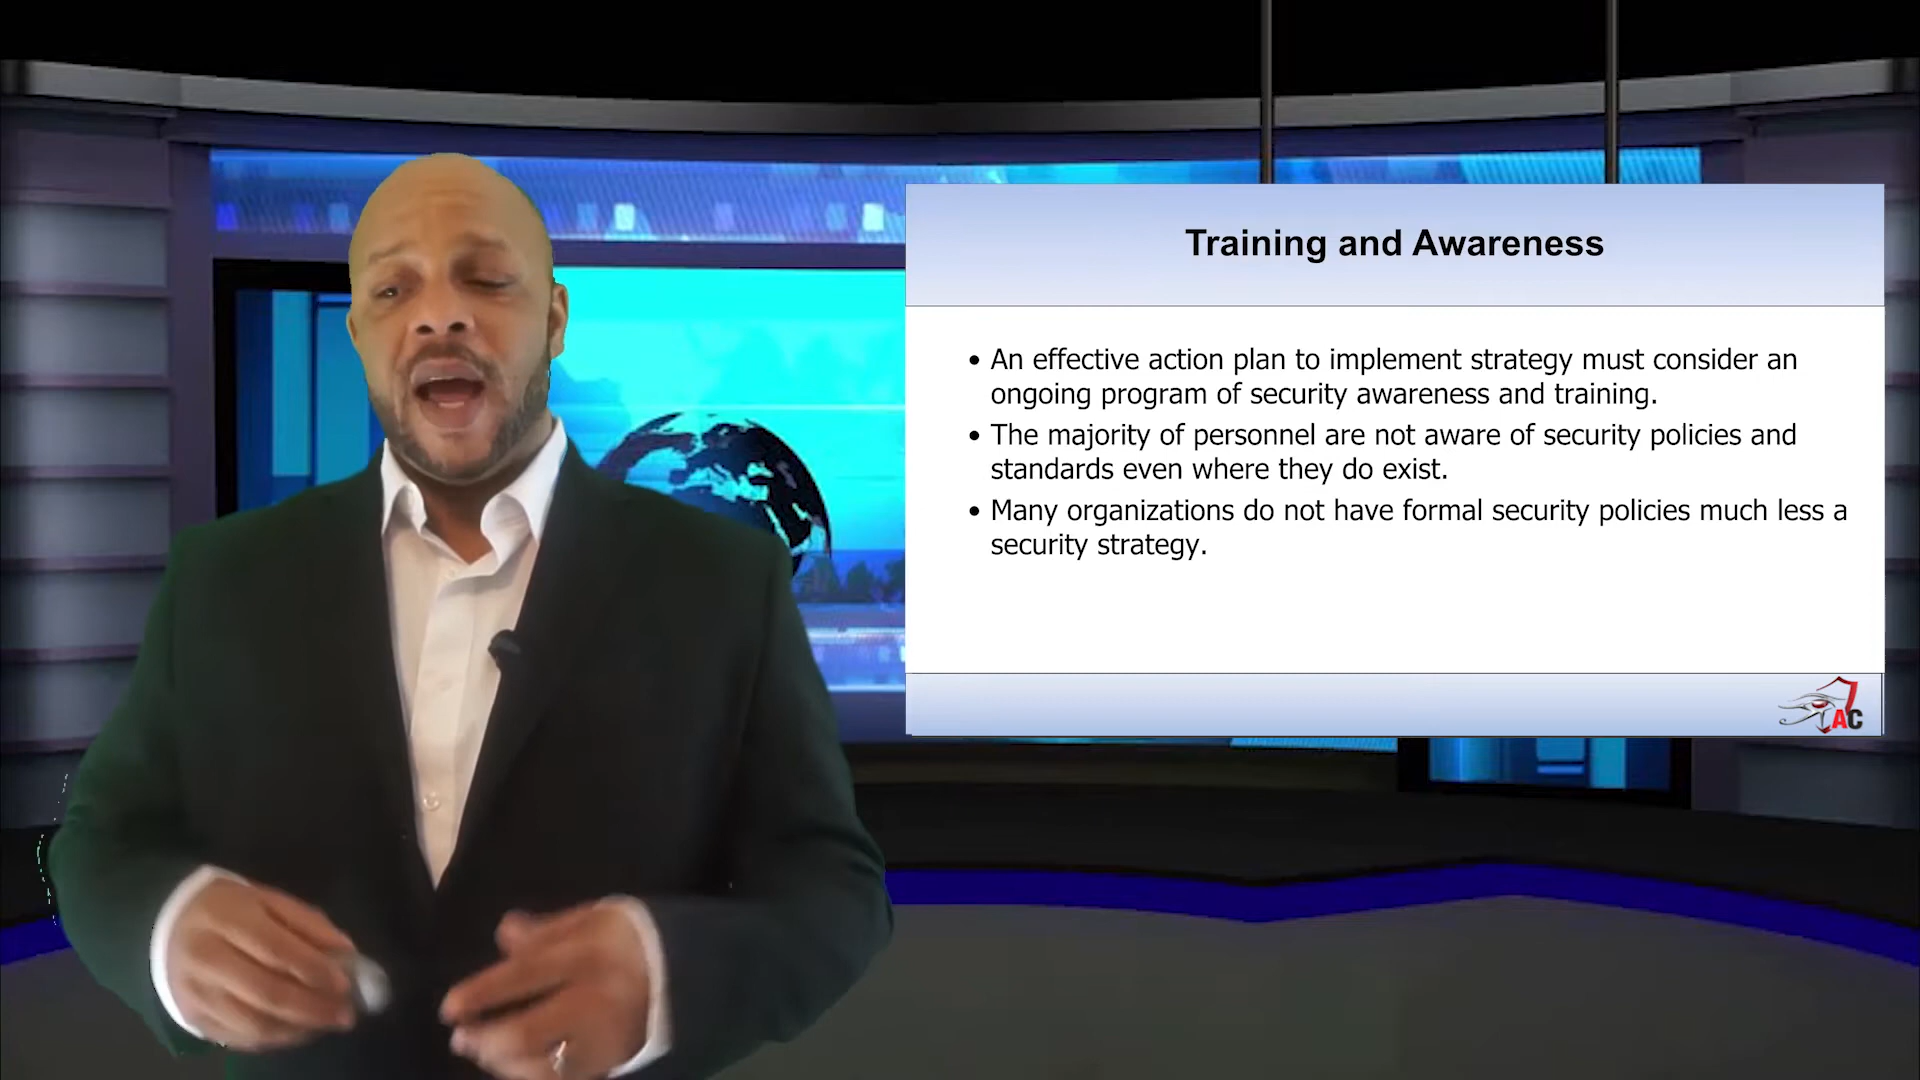 Training and Awareness
• An effective action plan to implement strategy must consider an
ongoing program of security awareness and training.
• The majority of personnel are not aware of security policies and
standards even where they do exist.
• Many organizations do not have formal security policies much less a
security strategy.
AC